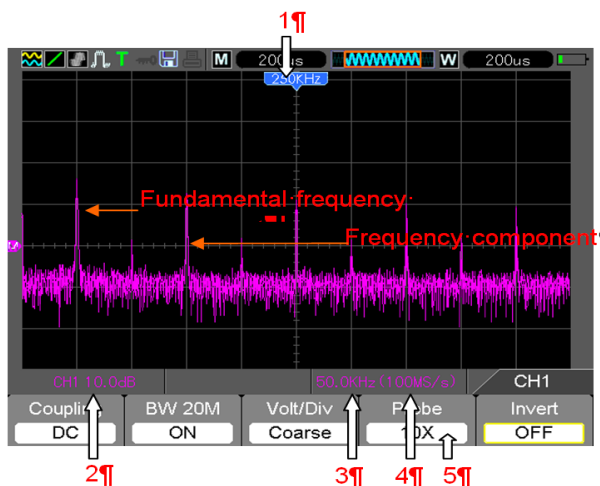 1¶
T M 200us W 200us
250KHz
Fundamental·frequency·
Frequency·component
CH1 10.0dB 50.0KHz (100MS/s) CH1
Coupling BW 20M Volt/Div Probe Invert
DC ON Coarse 10X OFF
2¶ 3¶ 4¶ 5¶